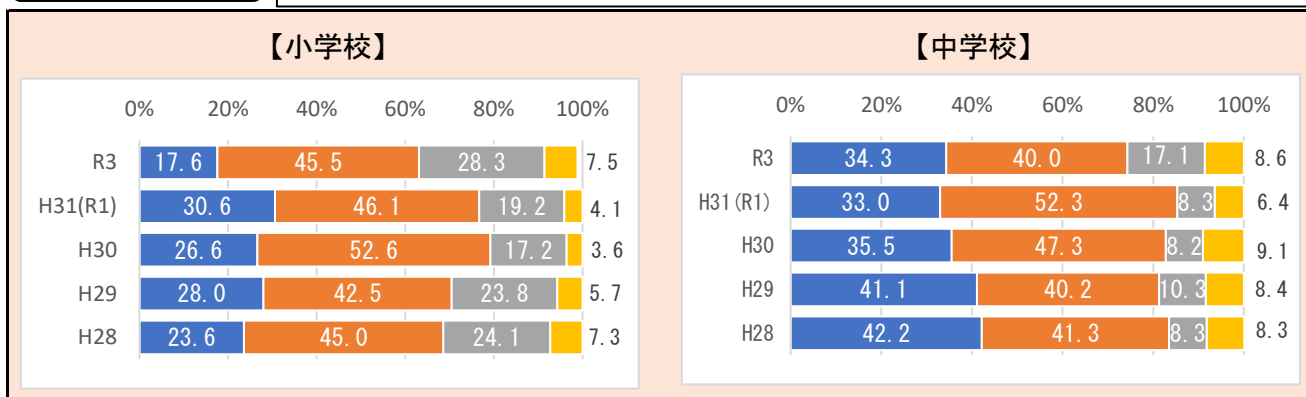 【小学校】
0% 20% 40% 60% 80% 100%
R3 17.6 45.5 28.3 7.5
H31(R1) 30.6 46.1 19.2 4.1
H30 26.6 52.6 17.2 3.6
H29 28.0 42.5 23.8 5.7
H28 23.6 45.0 24.1 7.3
【中学校】
0% 20% 40% 60% 80% 100%
R3 34.3 40.0 17.1 8.6
H31(R1) 33.0 52.3 8.3 6.4
H30 35.5 47.3 8.2 9.1
H29 41.1 40.2 10.3 8.4
H28 42.2 41.3 8.3 8.3